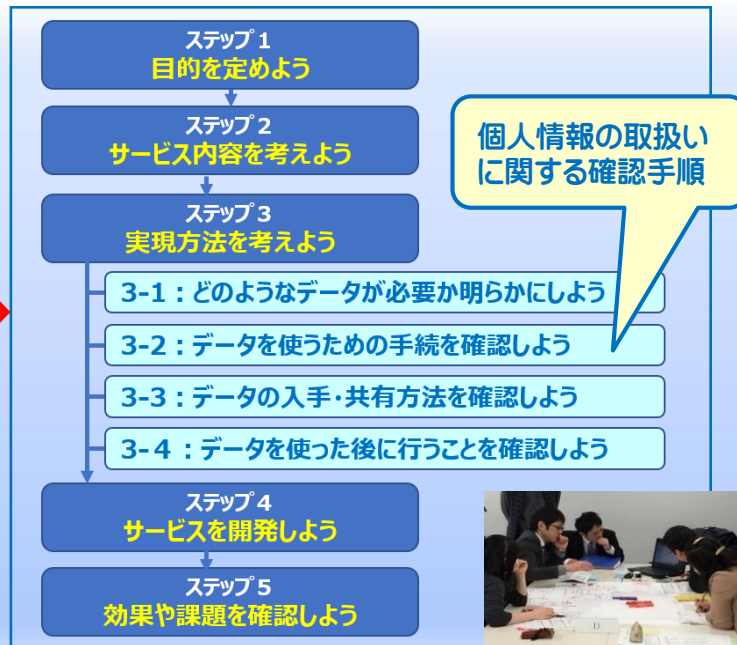 ステップ１
目的を定めよう
ステップ２
サービス内容を考えよう
個人情報の取扱い
に関する確認手順
ステップ３
実現方法を考えよう
3-1：どのようなデータが必要か明らかにしよう
3-2：データを使うための手続を確認しよう
3-3：データの入手・共有方法を確認しよう
3-４：データを使った後に行うことを確認しよう
ステップ４
サービスを開発しよう
ステップ５
効果や課題を確認しよう
D